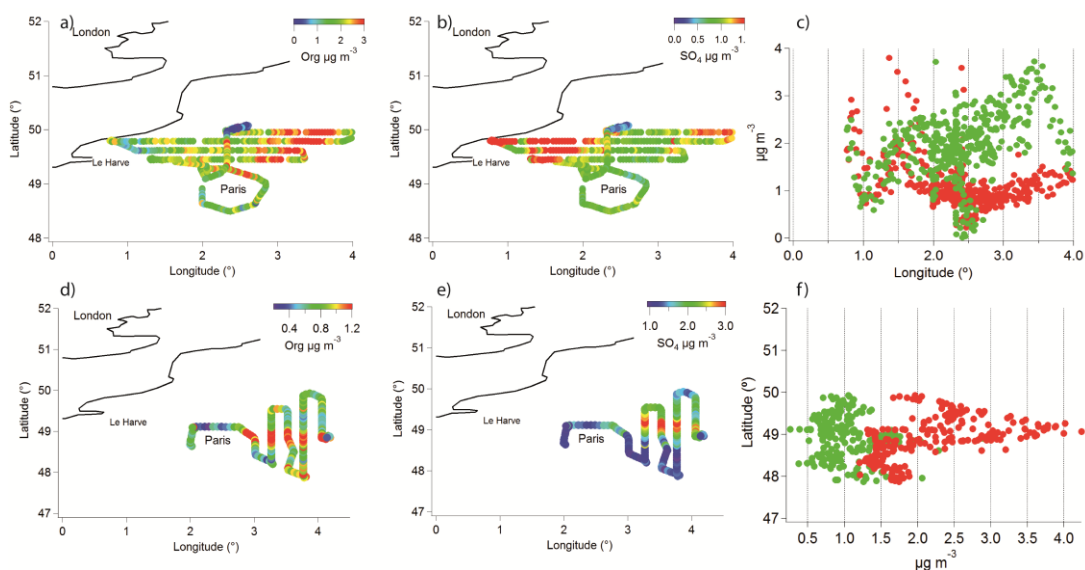 a)
London
Le Harve
Paris
0 1 2 3
Org µg m-3
52
51
50
49
48
Latitude (°)
0 1 2 3 4
Longitude (°)
b)
London
Le Harve
Paris
0.0 0.5 1.0 1.
SO4 µg m-3
52
51
50
49
48
Latitude (°)
0 1 2 3 4
Longitude (°)
c)
4
3
2
1
0
µg m-3
0.0 1.0 2.0 3.0 4.0
Longitude (º)
d)
London
Le Harve
Paris
0.4 0.8 1.2
Org µg m-3
52
51
50
49
48
47
Latitude (°)
0 1 2 3 4
Longitude (°)
e)
London
Le Harve
Paris
1.0 2.0 3.0
SO4 µg m-3
52
51
50
49
48
47
Latitude (°)
0 1 2 3 4
Longitude (°)
f)
52
51
50
49
48
47
Latitude (º)
0.5 1.0 1.5 2.0 2.5 3.0 3.5 4.0
µg m-3